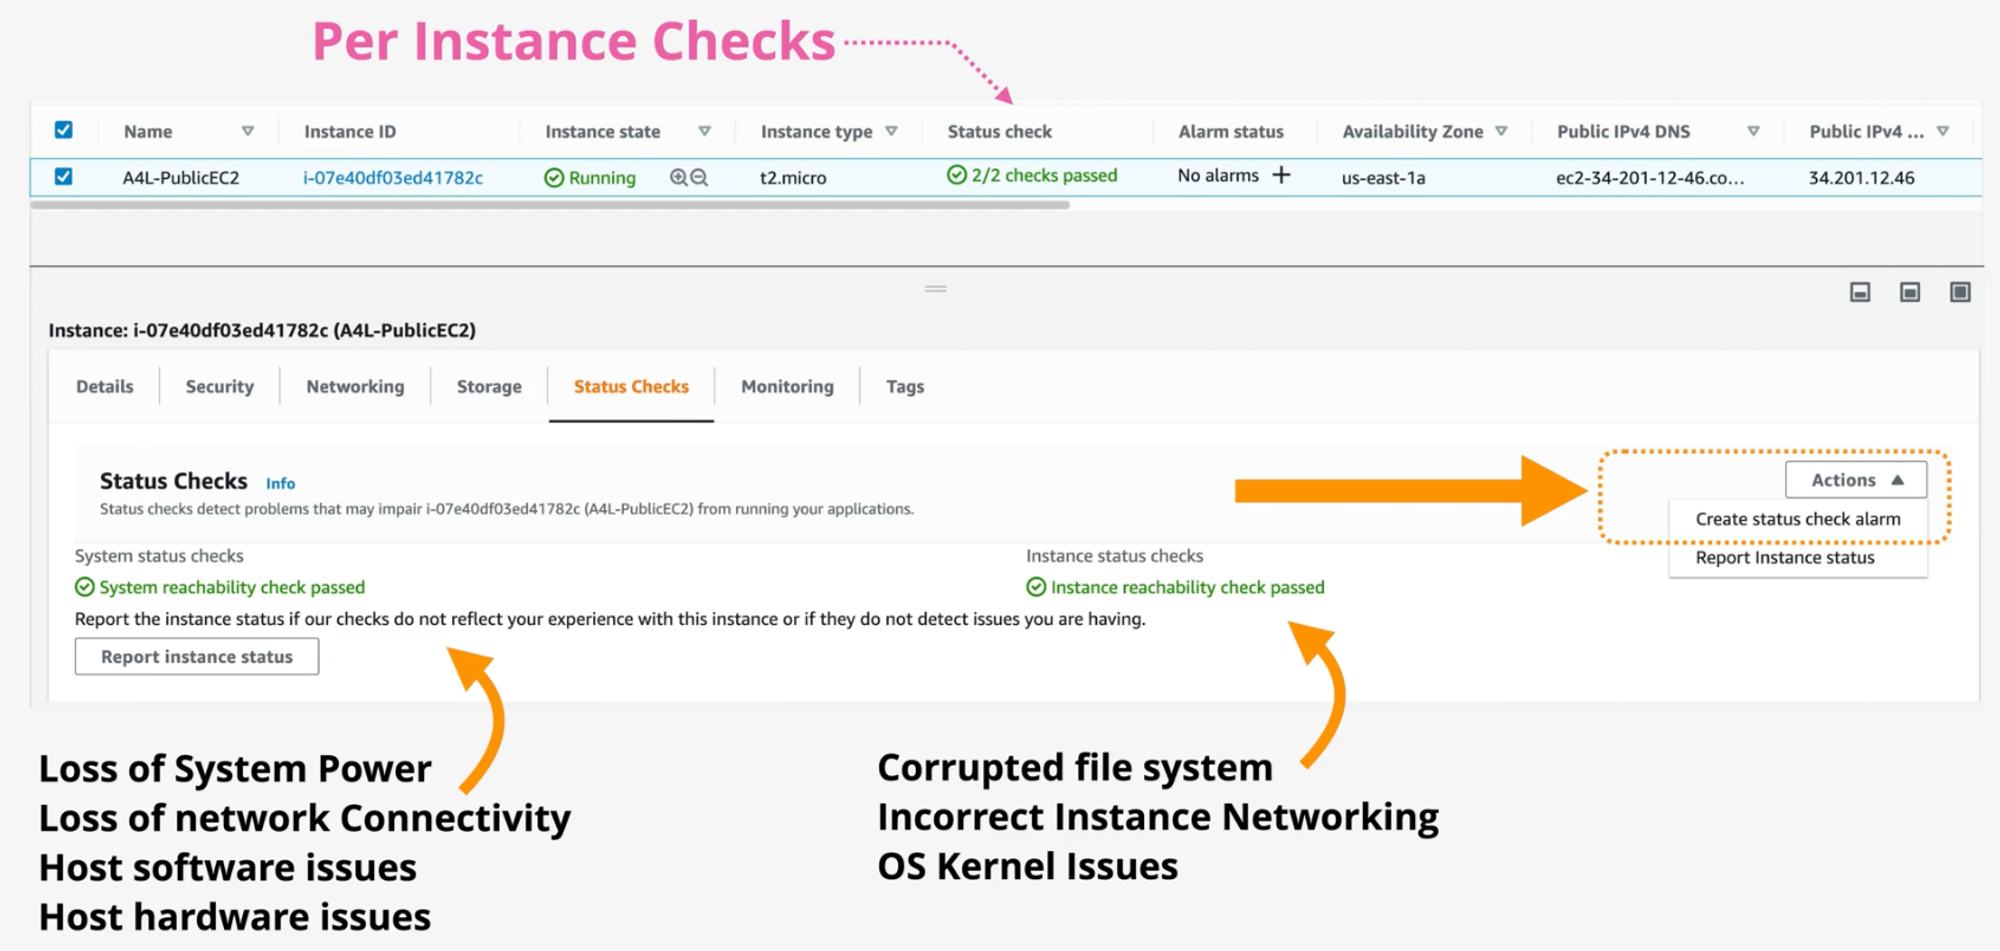 Per Instance Checks
Name Instance ID Instance state Instance type Status check Alarm status Availability Zone Public IPv4 DNS Public IPv4 ...
A4L-PublicEC2 i-07e40df03ed41782c Running t2.micro 2/2 checks passed No alarms + us-east-1a ec2-34-201-12-46.co... 34.201.12.46
Instance: i-07e40df03ed41782c (A4L-PublicEC2)
Details Security Networking Storage Status Checks Monitoring Tags
Status Checks Info
Status checks detect problems that may impair i-07e40df03ed41782c (A4L-PublicEC2) from running your applications.
Actions
Create status check alarm
Report Instance status
System status checks
System reachability check passed
Instance status checks
Instance reachability check passed
Report the instance status if our checks do not reflect your experience with this instance or if they do not detect issues you are having.
Report instance status
Loss of System Power
Loss of network Connectivity
Host software issues
Host hardware issues
Corrupted file system
Incorrect Instance Networking
OS Kernel Issues